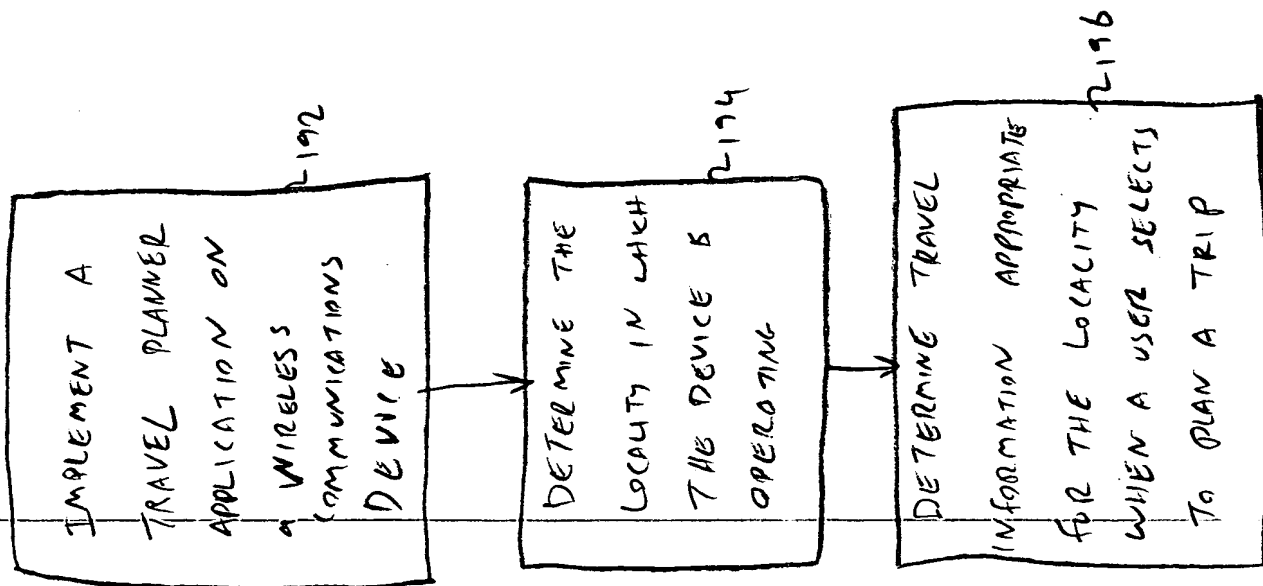 IMPLEMENT A
TRAVEL PLANNER
APPLICATION ON
a WIRELESS
COMMUNICATIONS
DEVICE
192
DETERMINE THE
LOCALITY IN WHICH
THE DEVICE IS
OPERATING
194
DETERMINE TRAVEL
INFORMATION APPROPRIATE
FOR THE LOCALITY
WHEN A USER SELECTS
TO PLAN A TRIP
196